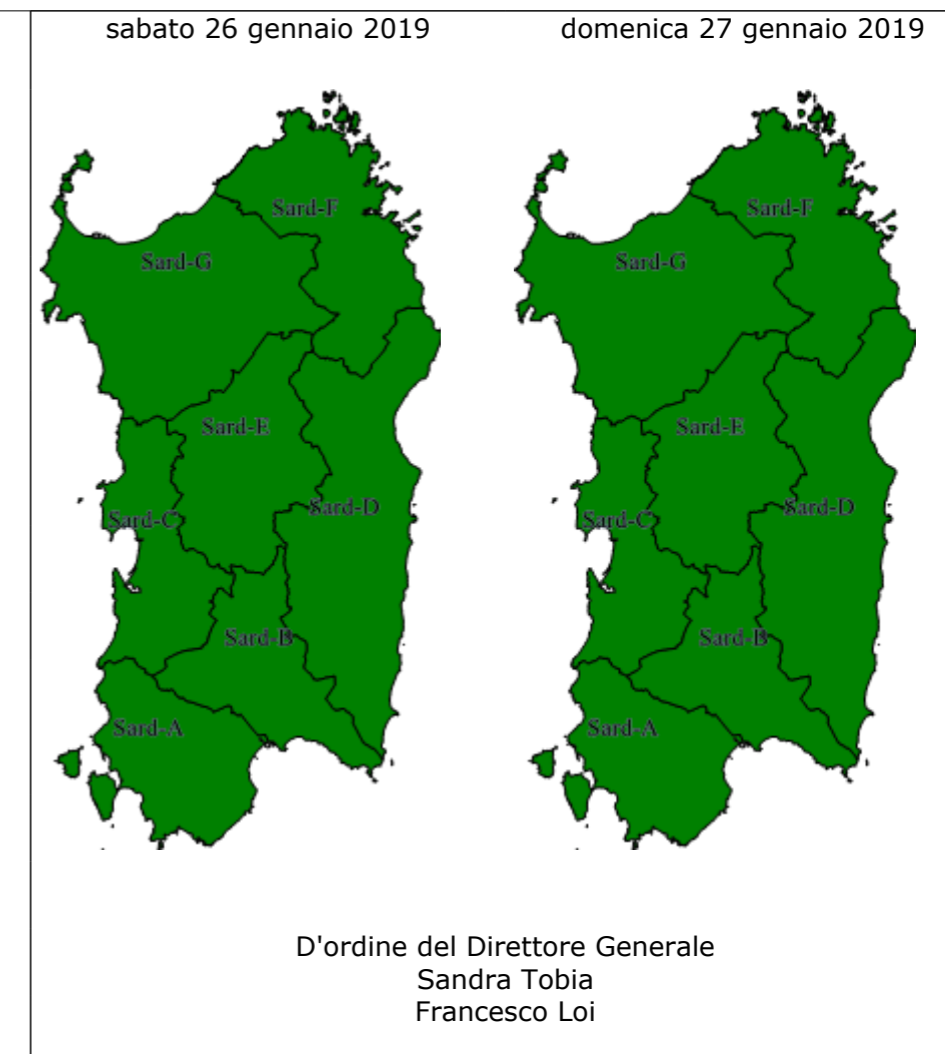 sabato 26 gennaio 2019
domenica 27 gennaio 2019
Sard-F
Sard-G
Sard-E
Sard-D
Sard-C
Sard-B
Sard-A
Sard-F
Sard-G
Sard-E
Sard-D
Sard-C
Sard-B
Sard-A
D'ordine del Direttore Generale
Sandra Tobia
Francesco Loi